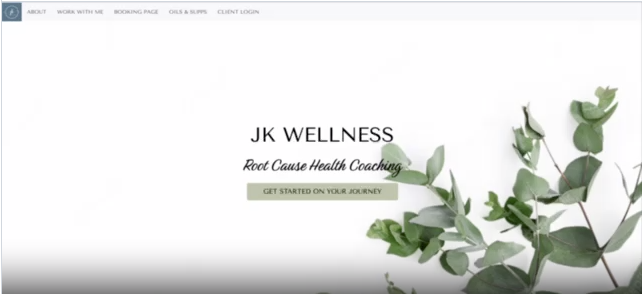 ABOUT WORK WITH ME BOOKING PAGE OILS & SUPPS CLIENT LOGIN
JK WELLNESS
Root Cause Health Coaching
GET STARTED ON YOUR JOURNEY